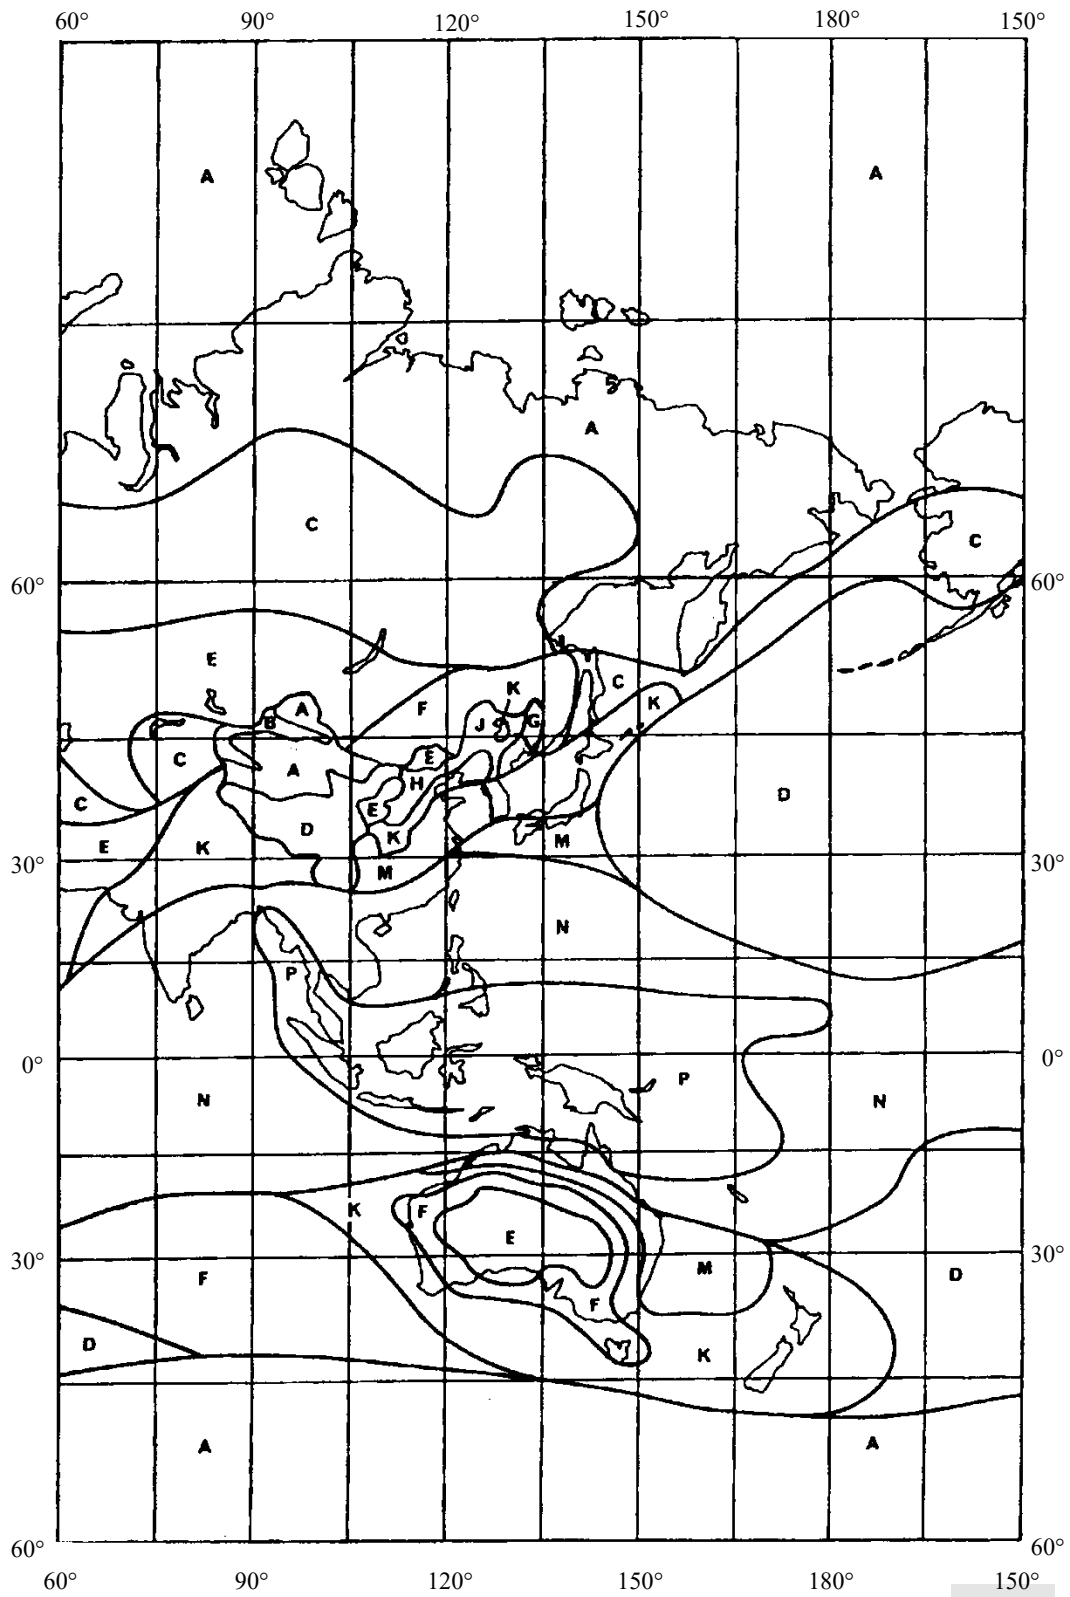 60° 90° 120° 150° 180° 150°
A A
A
C C
60° 60°
E
K
A C
B F J G K
C E
A
H D
C E
D K M
E K
30° 30°
M
N
P
P
0° 0°
N N
K F
E
M D
30° 30°
F
F
D K
A A
60° 60°
60° 90° 120° 150° 180° 150°